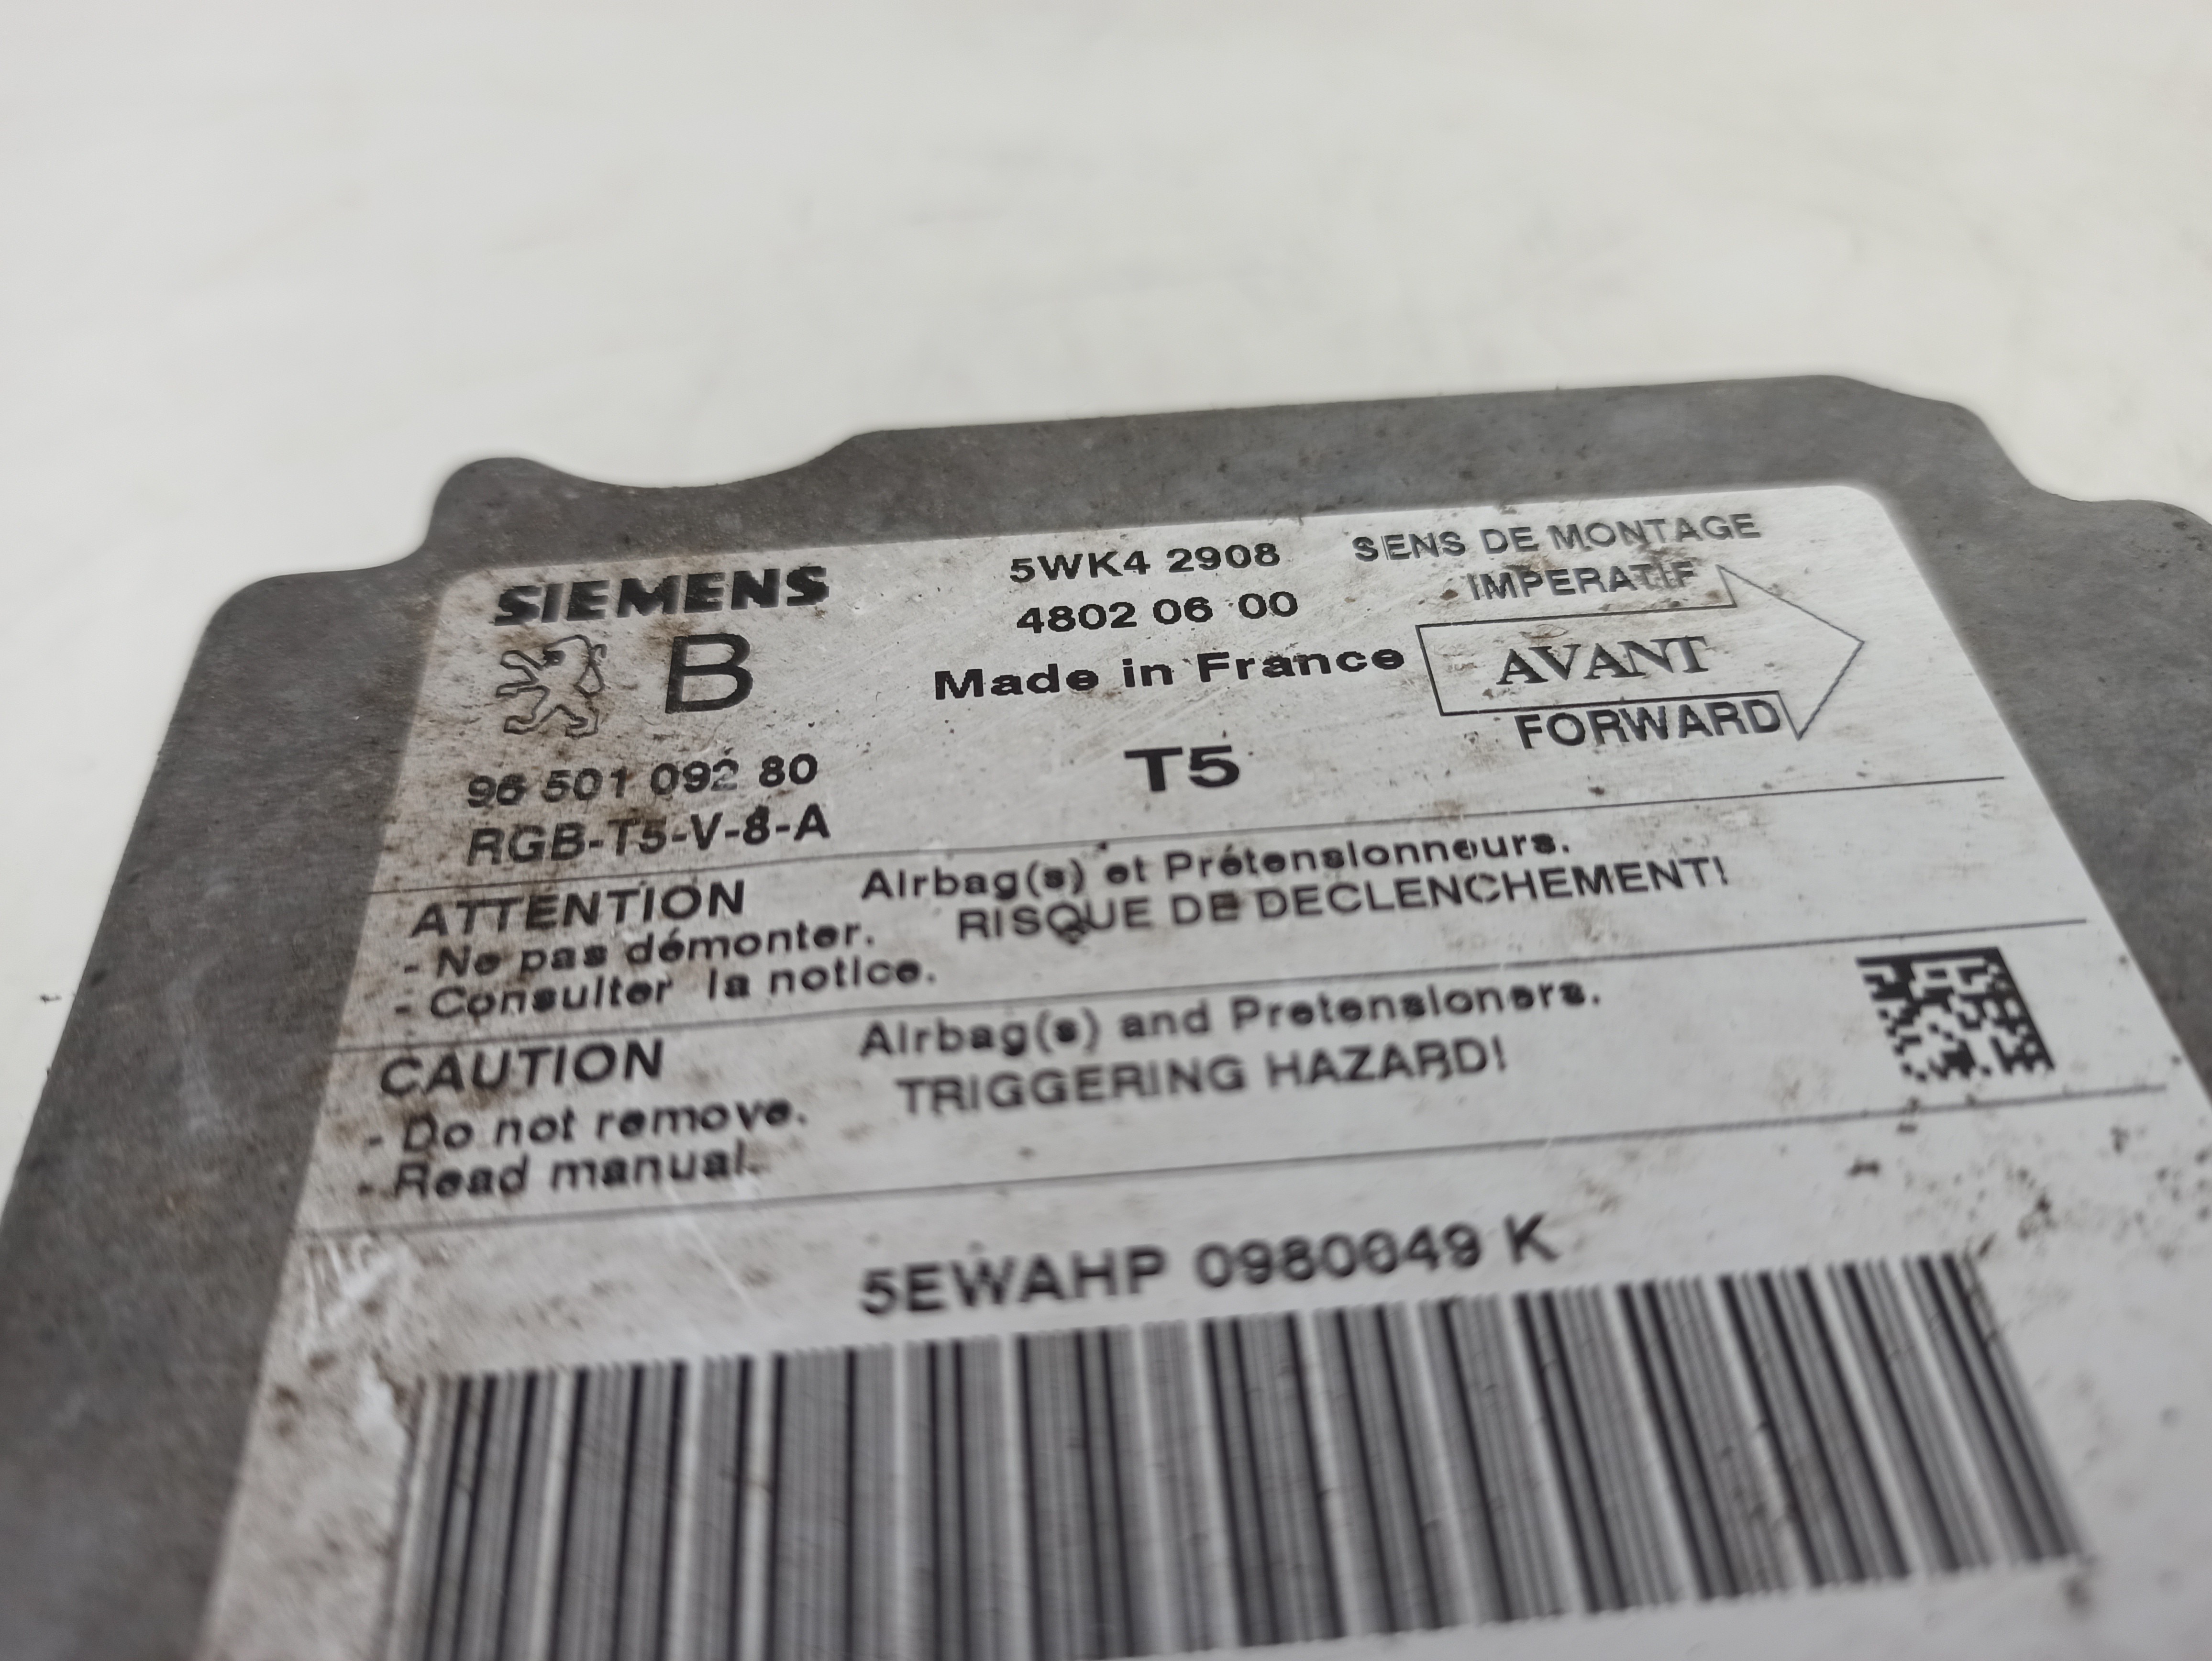 SIEMENS
B
96 501 092 80
RGB-T5-V-8-A
5WK4 2908
4802 06 00
Made in France
T5
SENS DE MONTAGE
IMPERATIF
AVANT
FORWARD
ATTENTION
- Ne pas démonter.
- Consulter la notice.
Airbag(s) et Prétensionneurs.
RISQUE DE DECLENCHEMENT!
CAUTION
- Do not remove.
- Read manual.
Airbag(s) and Pretensioners.
TRIGGERING HAZARD!
5EWAHP 0980649 K